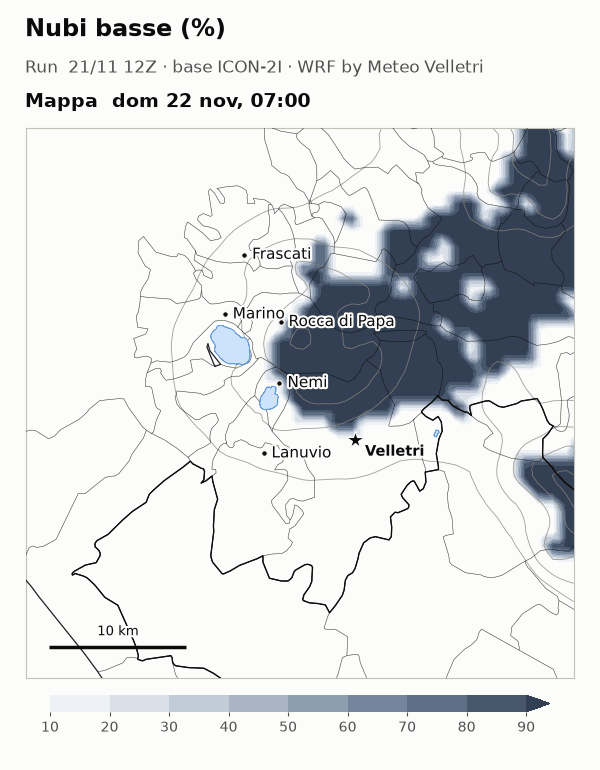 Nubi basse (%)
Run  21/11 12Z · base ICON-2I · WRF by Meteo Velletri
Mappa  dom 22 nov, 07:00
Frascati
Marino
Rocca di Papa
Nemi
Velletri
Lanuvio
10 km
10 20 30 40 50 60 70 80 90